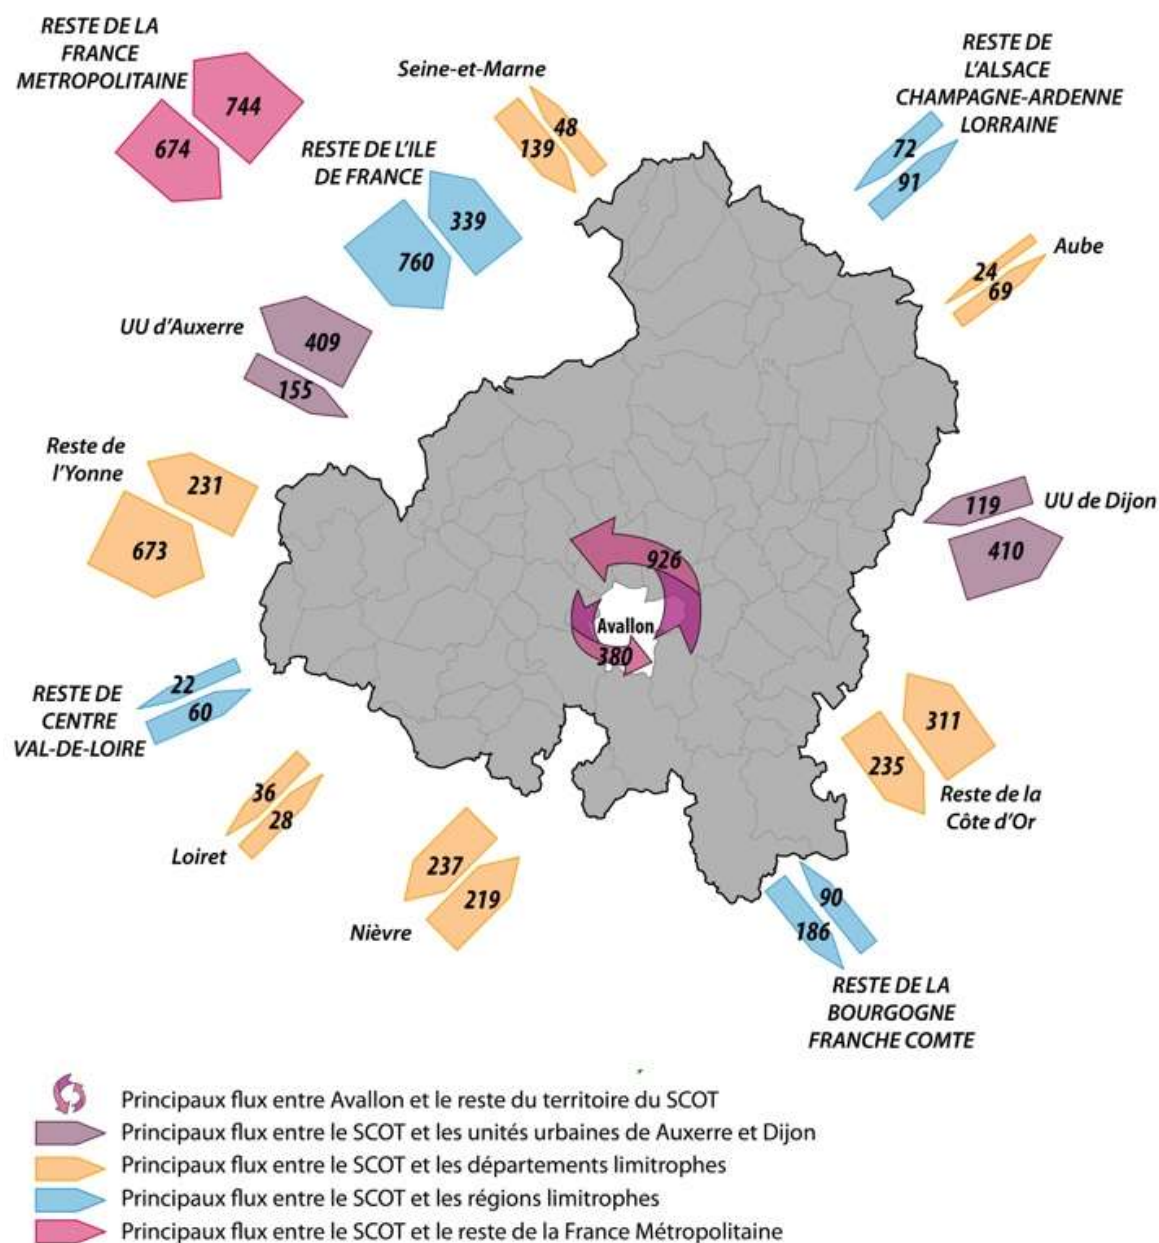 RESTE DE LA
FRANCE
METROPOLITAINE
744
674
Seine-et-Marne
48
139
RESTE DE
L'ALSACE
CHAMPAGNE-ARDENNE
LORRAINE
72
91
RESTE DE L'ILE
DE FRANCE
339
760
Aube
24
69
UU d'Auxerre
409
155
Reste de
l'Yonne
231
673
UU de Dijon
119
410
926
Avallon
380
RESTE DE
CENTRE
VAL-DE-LOIRE
22
60
311
235
Reste de la
Côte d'Or
36
28
Loiret
237
219
Nièvre
90
186
RESTE DE LA
BOURGOGNE
FRANCHE COMTE
Principaux flux entre Avallon et le reste du territoire du SCOT
Principaux flux entre le SCOT et les unités urbaines de Auxerre et Dijon
Principaux flux entre le SCOT et les départements limitrophes
Principaux flux entre le SCOT et les régions limitrophes
Principaux flux entre le SCOT et le reste de la France Métropolitaine